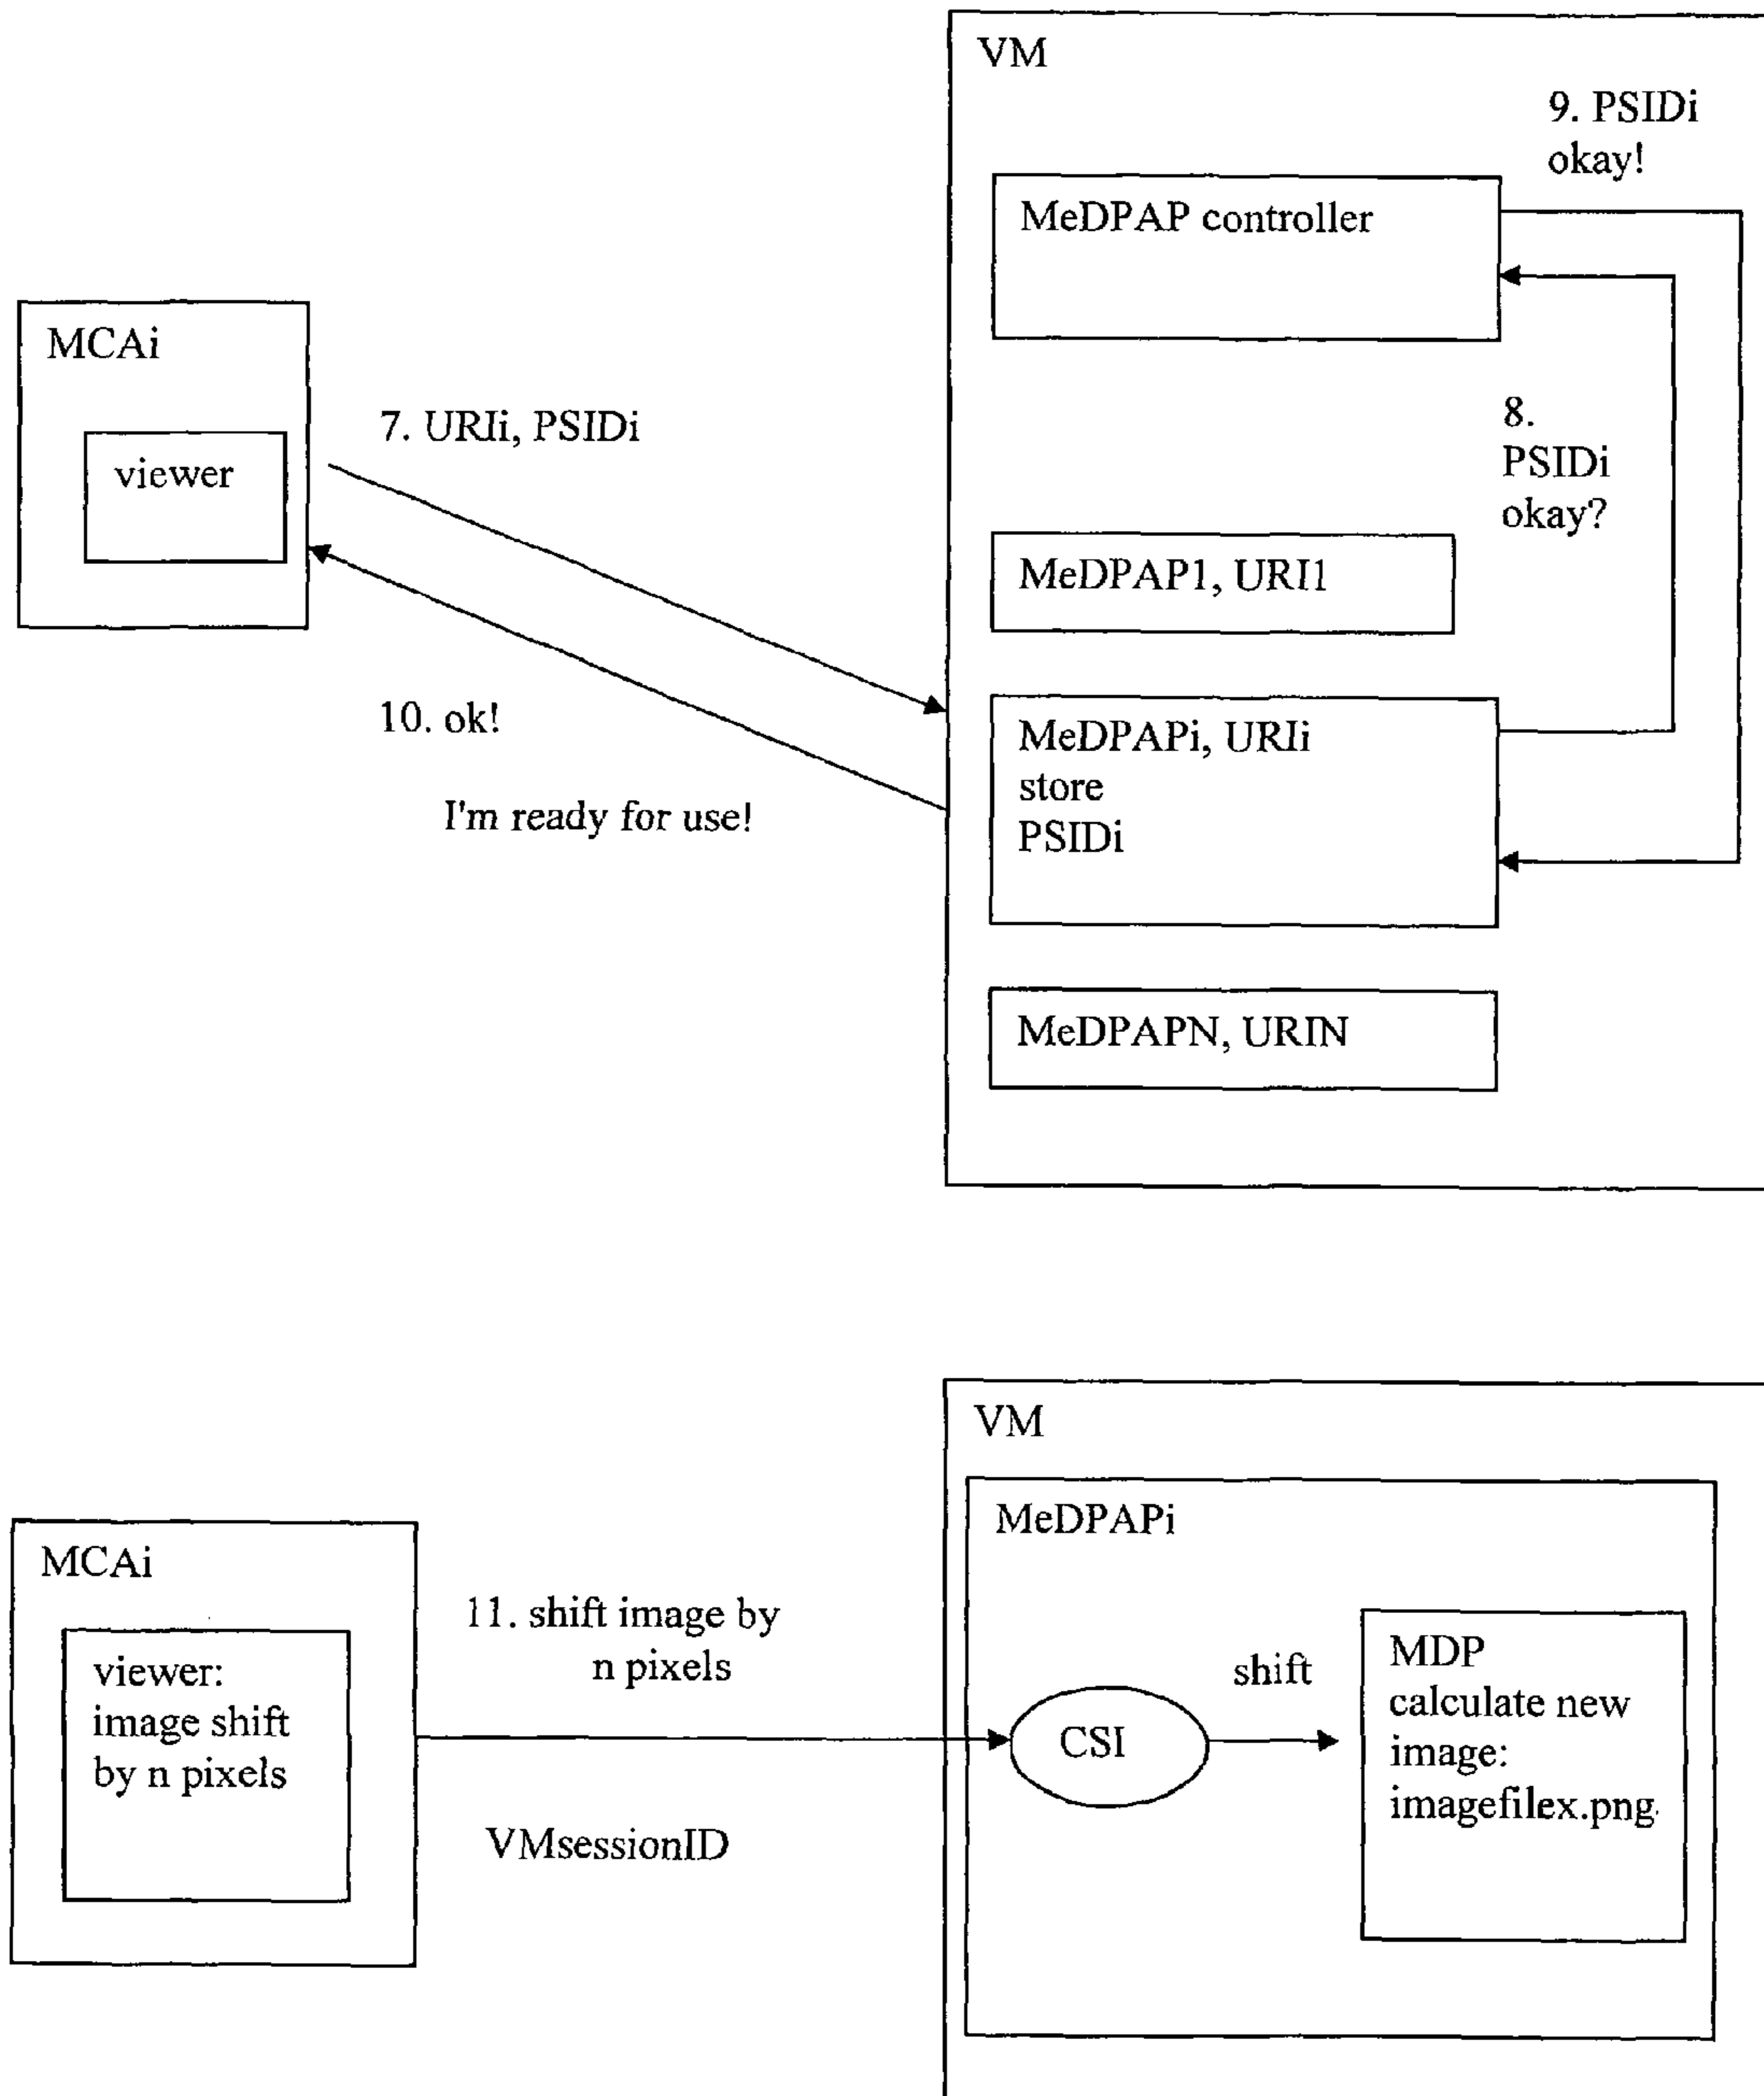 VM
9. PSIDi
okay!
MeDPAP controller
MCAi
viewer
7. URIi, PSIDi
8.
PSIDi
okay?
MeDPAP1, URI1
10. ok!
I'm ready for use!
MeDPAPi, URIi
store
PSIDi
MeDPAPN, URIN
VM
MeDPAPi
MCAi
viewer:
image shift
by n pixels
11. shift image by
n pixels
VMsessionID
CSI
shift
MDP
calculate new
image:
imagefilex.png